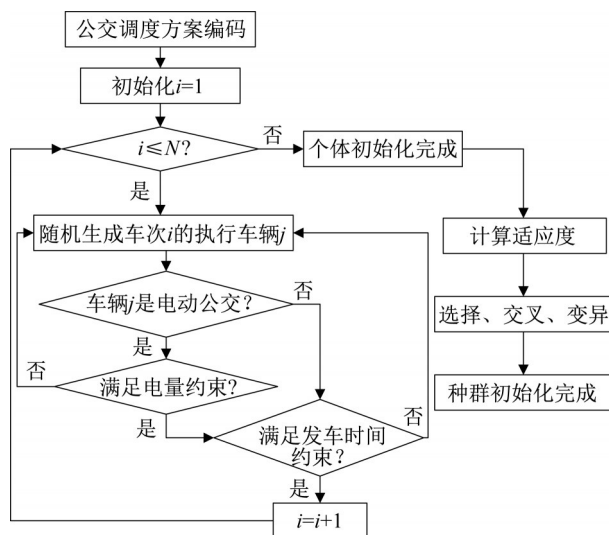 公交调度方案编码
初始化i=1
i≤N?
否
个体初始化完成
是
随机生成车次i的执行车辆j
计算适应度
车辆j是电动公交?
否
选择、交叉、变异
是
否
满足电量约束?
种群初始化完成
否
是
满足发车时间
约束?
是
i=i+1